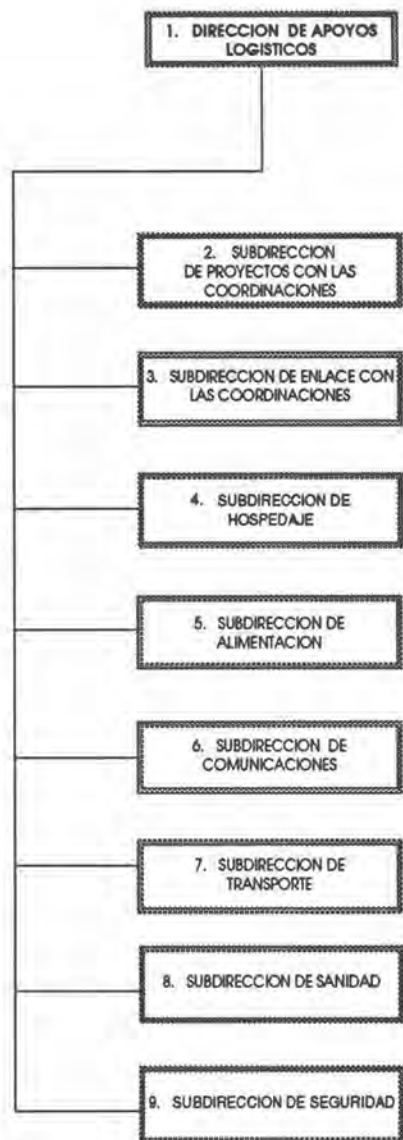 1. DIRECCION DE APOYOS
LOGISTICOS
2. SUBDIRECCION
DE PROYECTOS CON LAS
COORDINACIONES
3. SUBDIRECCION DE ENLACE CON
LAS COORDINACIONES
4. SUBDIRECCION DE
HOSPEDAJE
5. SUBDIRECCION DE
ALIMENTACION
6. SUBDIRECCION DE
COMUNICACIONES
7. SUBDIRECCION DE
TRANSPORTE
8. SUBDIRECCION DE SANIDAD
9. SUBDIRECCION DE SEGURIDAD